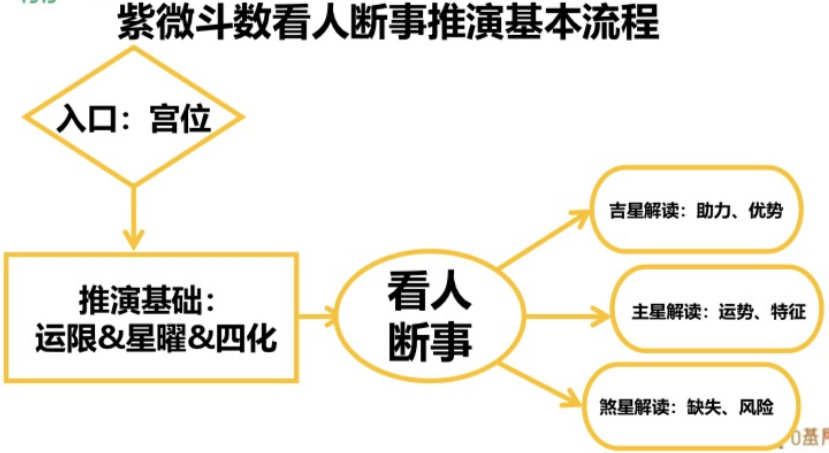 紫微斗数看人断事推演基本流程
入口：宫位
推演基础：
运限&星曜&四化
看人
断事
吉星解读：助力、优势
主星解读：运势、特征
煞星解读：缺失、风险
0基